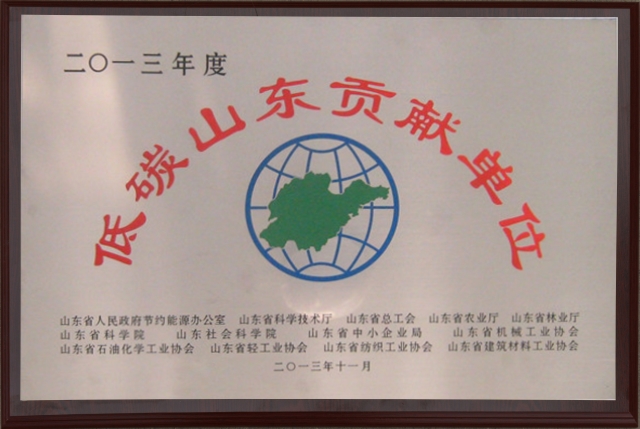 二〇一三年度
低碳山东贡献单位
山东省人民政府节约能源办公室 山东省科学技术厅 山东省总工会 山东省农业厅 山东省林业厅
山东省科学院 山东社会科学院 山东省中小企业局 山东省机械工业协会
山东省石油化学工业协会 山东省轻工业协会 山东省纺织工业协会 山东省建筑材料工业协会
二〇一三年十一月